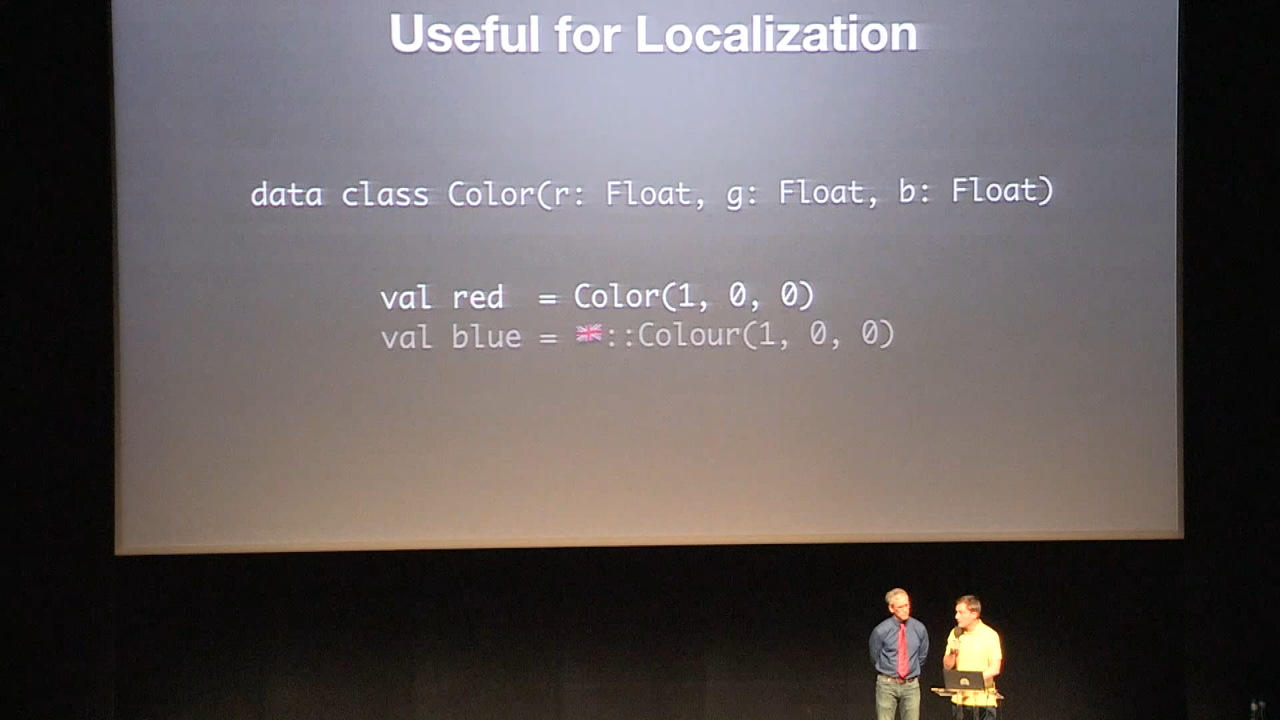 Useful for Localization
data class Color(r: Float, g: Float, b: Float)
val red  = Color(1, 0, 0)
val blue = 🇬🇧::Colour(1, 0, 0)